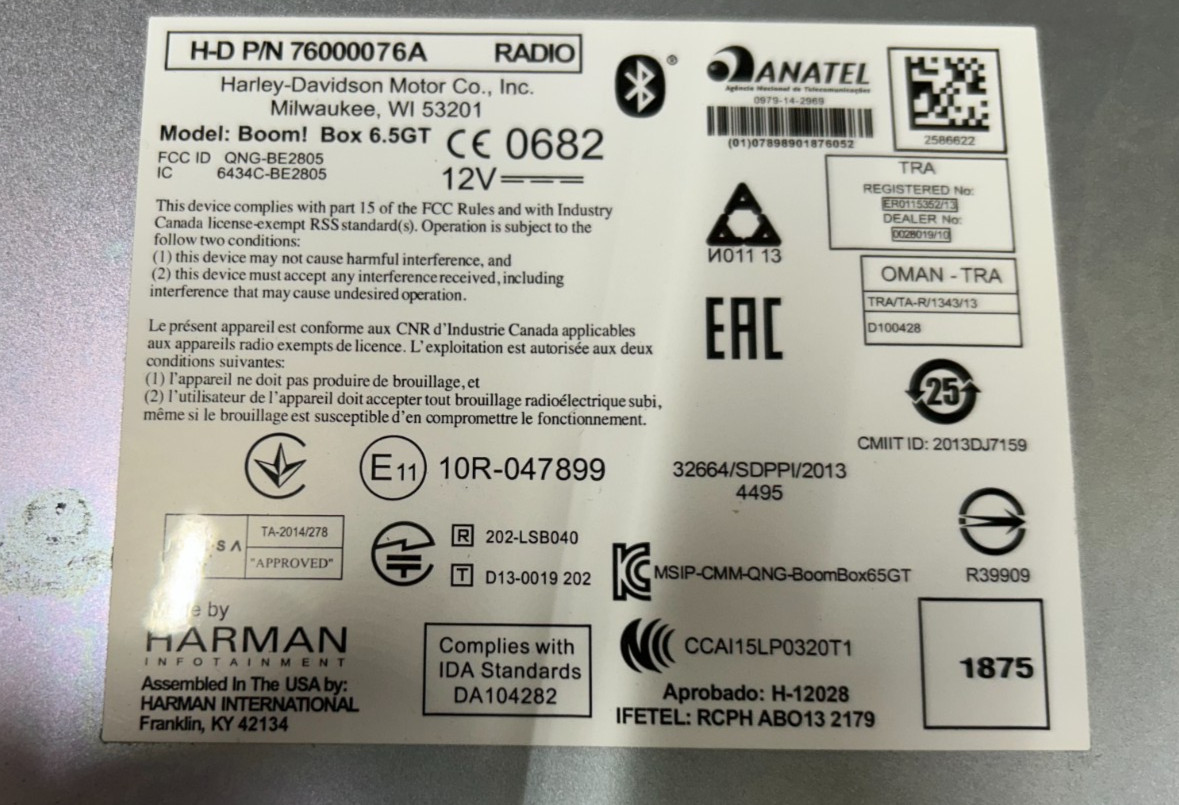 H-D P/N 76000076A RADIO
Harley-Davidson Motor Co., Inc.
Milwaukee, WI 53201
Model: Boom! Box 6.5GT
FCC ID QNG-BE2805
IC 6434C-BE2805
CE 0682
12V
This device complies with part 15 of the FCC Rules and with Industry
Canada license-exempt RSS standard(s). Operation is subject to the
follow two conditions:
(1) this device may not cause harmful interference, and
(2) this device must accept any interference received, including
interference that may cause undesired operation.
Le présent appareil est conforme aux CNR d'Industrie Canada applicables
aux appareils radio exempts de licence. L'exploitation est autorisée aux deux
conditions suivantes:
(1) l'appareil ne doit pas produire de brouillage, et
(2) l'utilisateur de l'appareil doit accepter tout brouillage radioélectrique subi,
même si le brouillage est susceptible d'en compromettre le fonctionnement.
E11 10R-047899
S A
TA-2014/278
"APPROVED"
R 202-LSB040
T D13-0019 202
by
HARMAN
INFOTAINMENT
Assembled In The USA by:
HARMAN INTERNATIONAL
Franklin, KY 42134
Complies with
IDA Standards
DA104282
ANATEL
Agência Nacional de Telecomunicações
0979-14-2969
(01)07898901876052
2586622
TRA
REGISTERED No:
ER0115352/13
DEALER No:
0028019/10
И011 13
OMAN - TRA
TRA/TA-R/1343/13
D100428
EAC
25
CMIIT ID: 2013DJ7159
32664/SDPPI/2013
4495
R39909
MSIP-CMM-QNG-BoomBox65GT
CCAI15LP0320T1
Aprobado: H-12028
IFETEL: RCPH ABO13 2179
1875